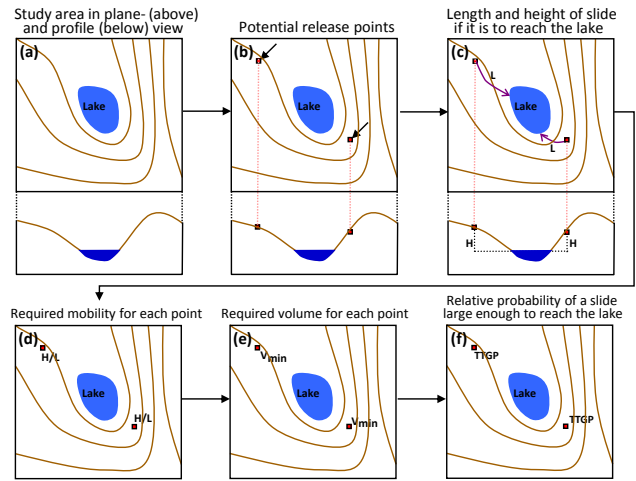 Study area in plane- (above)
and profile (below) view
Potential release points
Length and height of slide
if it is to reach the lake
(a)
Lake
(b)
Lake
(c)
L
Lake
L
H
H
Required mobility for each point
Required volume for each point
Relative probability of a slide
large enough to reach the lake
(d)
H/L
Lake
H/L
(e)
Vmin
Lake
Vmin
(f)
TTGP
Lake
TTGP